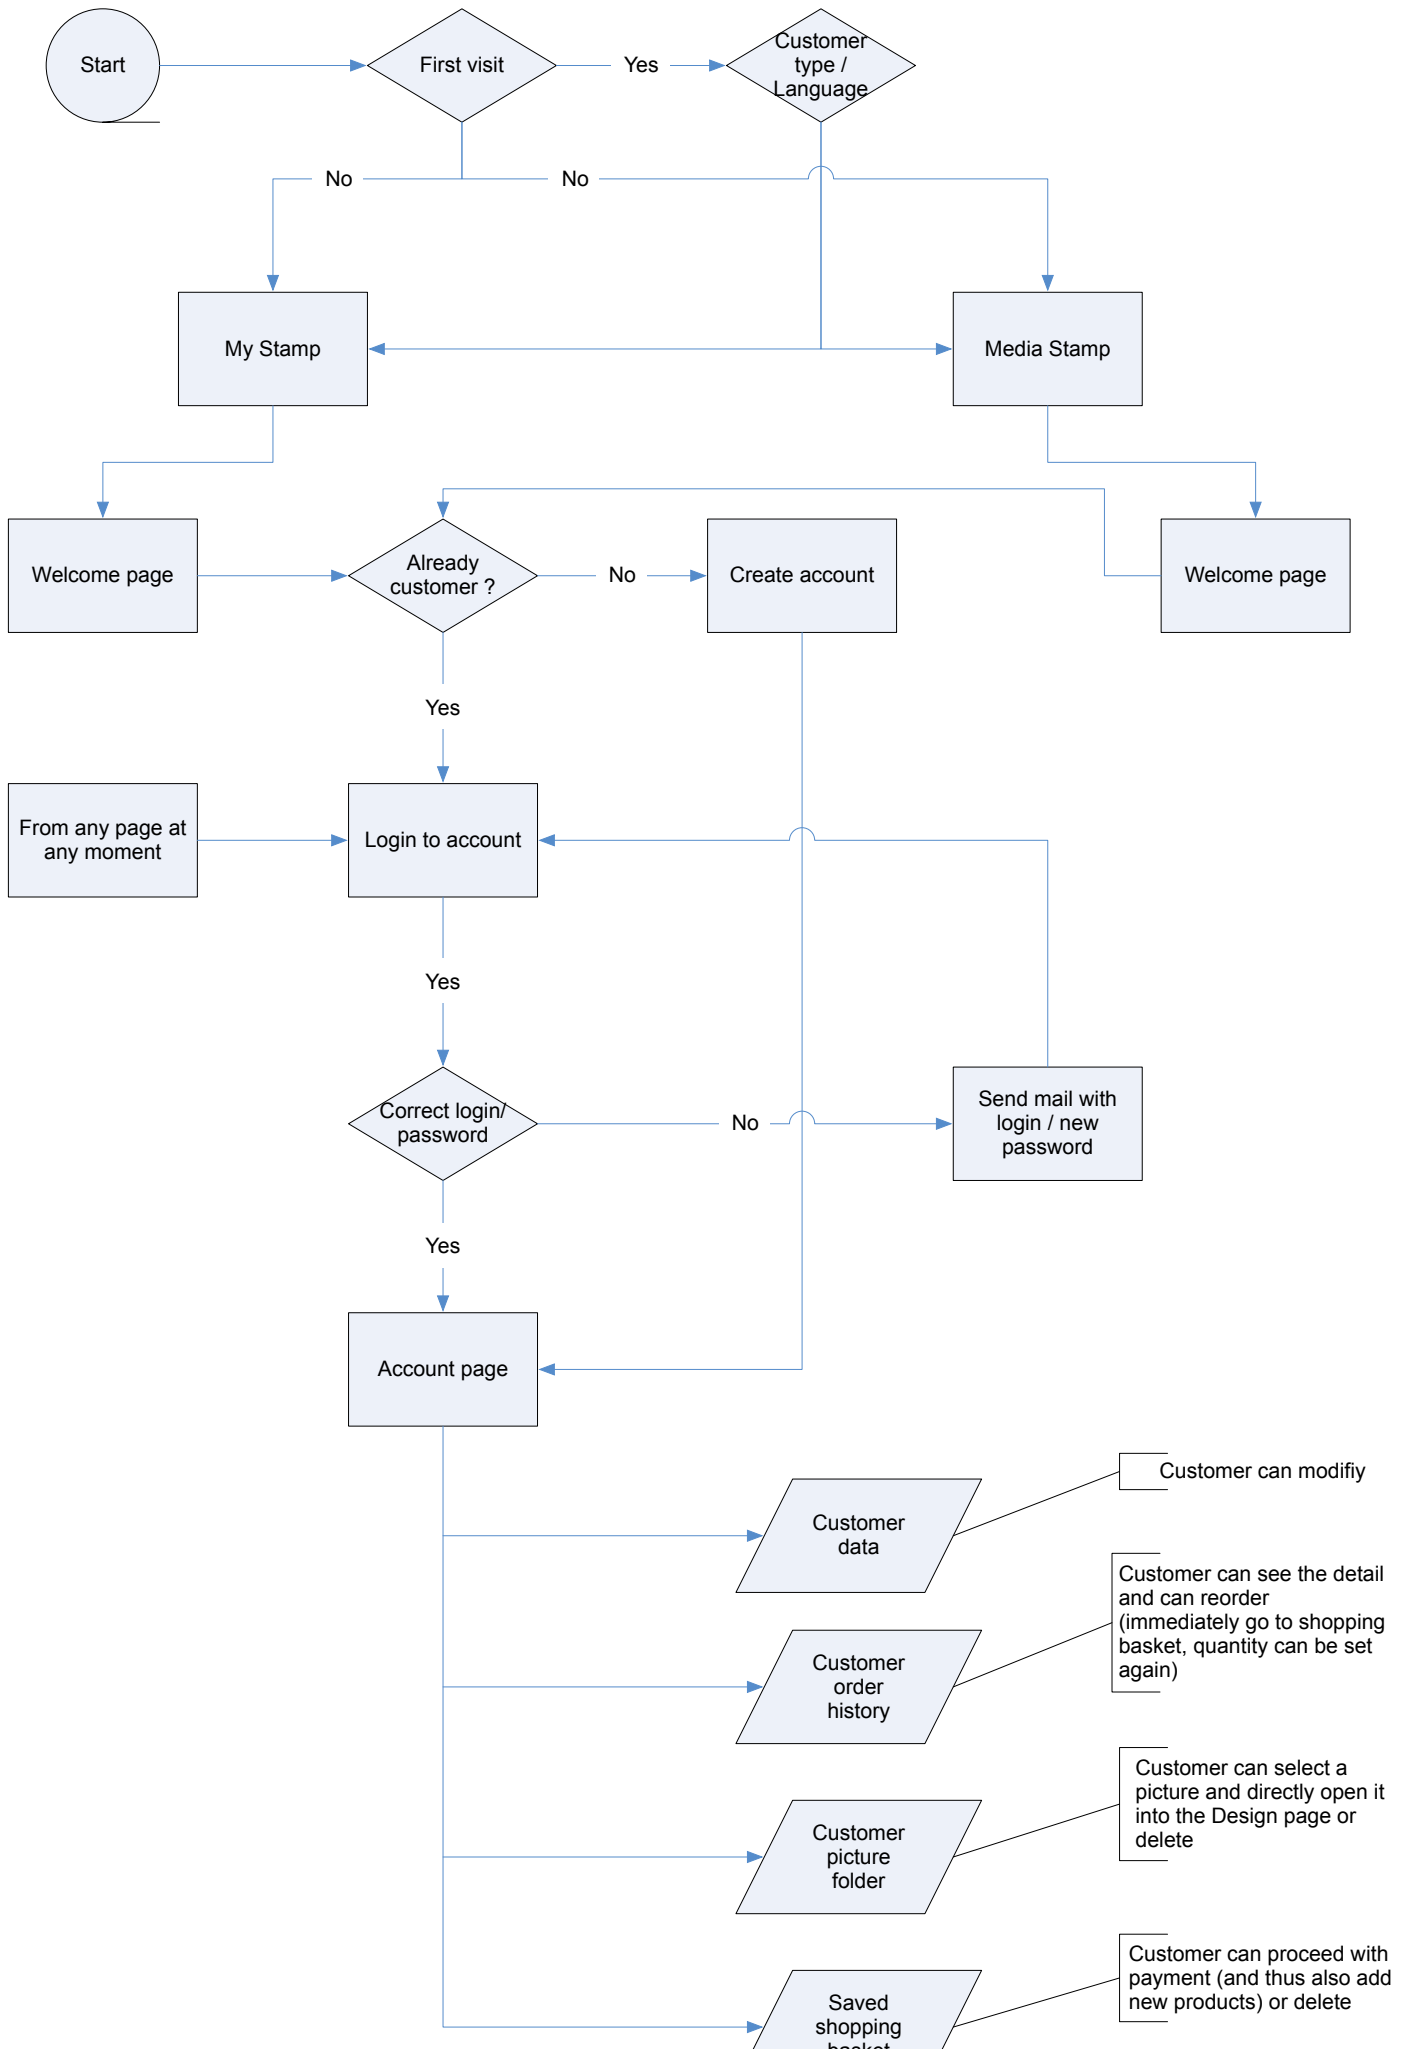 Start
First visit
Yes
Customer
type /
Language
No
No
My Stamp
Media Stamp
Welcome page
Already
customer ?
No
Create account
Welcome page
Yes
From any page at
any moment
Login to account
Yes
Correct login/
password
No
Send mail with
login / new
password
Yes
Account page
Customer can modifiy
Customer
data
Customer can see the detail
and can reorder
(immediately go to shopping
basket, quantity can be set
again)
Customer
order
history
Customer can select a
picture and directly open it
into the Design page or
delete
Customer
picture
folder
Customer can proceed with
payment (and thus also add
new products) or delete
Saved
shopping
basket